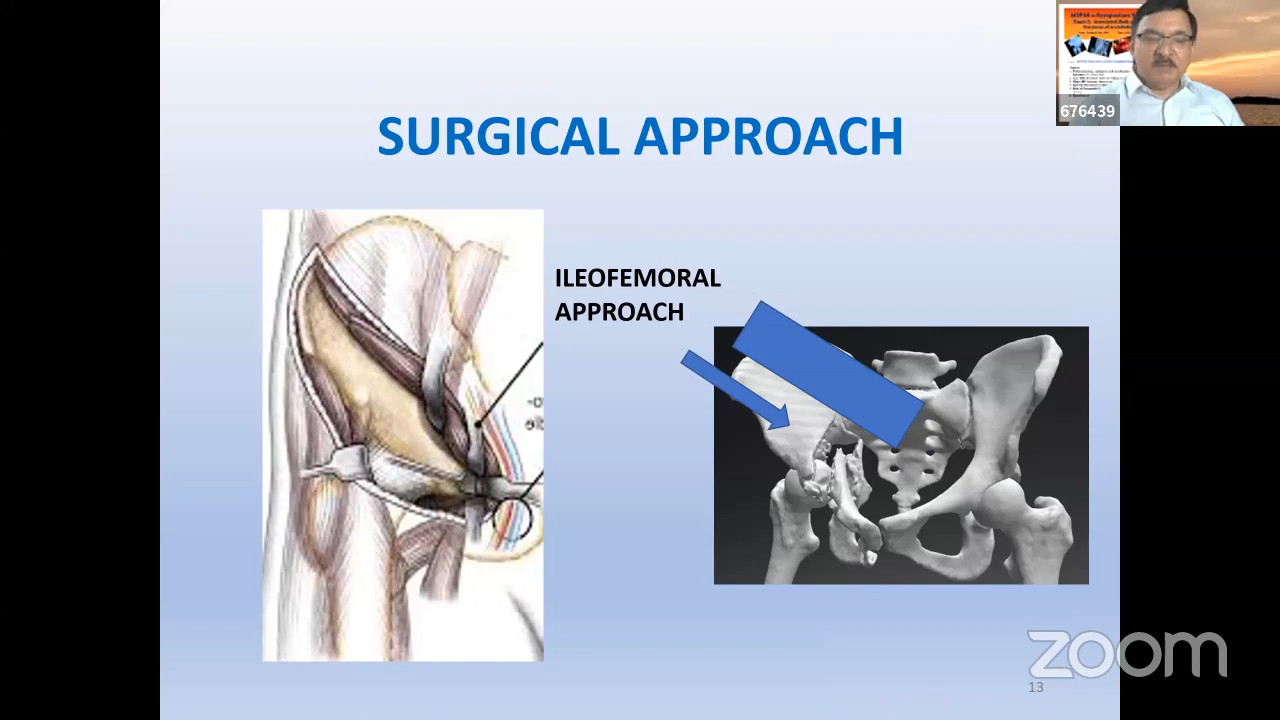 SURGICAL APPROACH
ILEOFEMORAL
APPROACH
676439
zoom
13